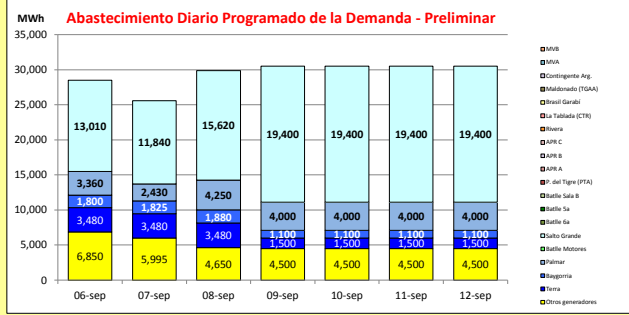 MWh
Abastecimiento Diario Programado de la Demanda - Preliminar
35,000
30,000
25,000
20,000
15,000
10,000
5,000
0
13,010 11,840 15,620 19,400 19,400 19,400 19,400
3,360 2,430 4,250 4,000 4,000 4,000 4,000
1,800 1,825 1,880 1,100 1,100 1,100 1,100
3,480 3,480 3,480 1,500 1,500 1,500 1,500
6,850 5,995 4,650 4,500 4,500 4,500 4,500
06-sep 07-sep 08-sep 09-sep 10-sep 11-sep 12-sep
MVB
MVA
Contingente Arg.
Maldonado (TGAA)
Brasil Garabí
La Tablada (CTR)
Rivera
APR C
APR B
APR A
P. del Tigre (PTA)
Batlle Sala B
Batlle 5a
Batlle 6a
Salto Grande
Batlle Motores
Palmar
Baygorria
Terra
Otros generadores